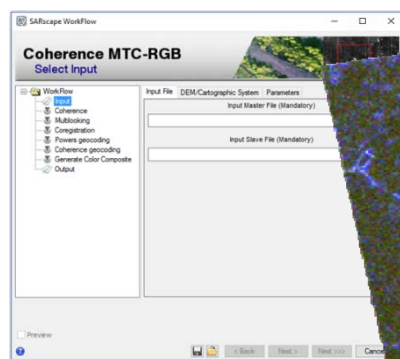 SARscape WorkFlow
Coherence MTC-RGB
Select Input
WorkFlow
Input
Coherence
Multilooking
Coregistration
Powers geocoding
Coherence geocoding
Generate Color Composite
Output
Input File DEM/Cartographic System Parameters
Input Master File (Mandatory)
Input Slave File (Mandatory)
Preview
< Back Next > Next >>> Cance